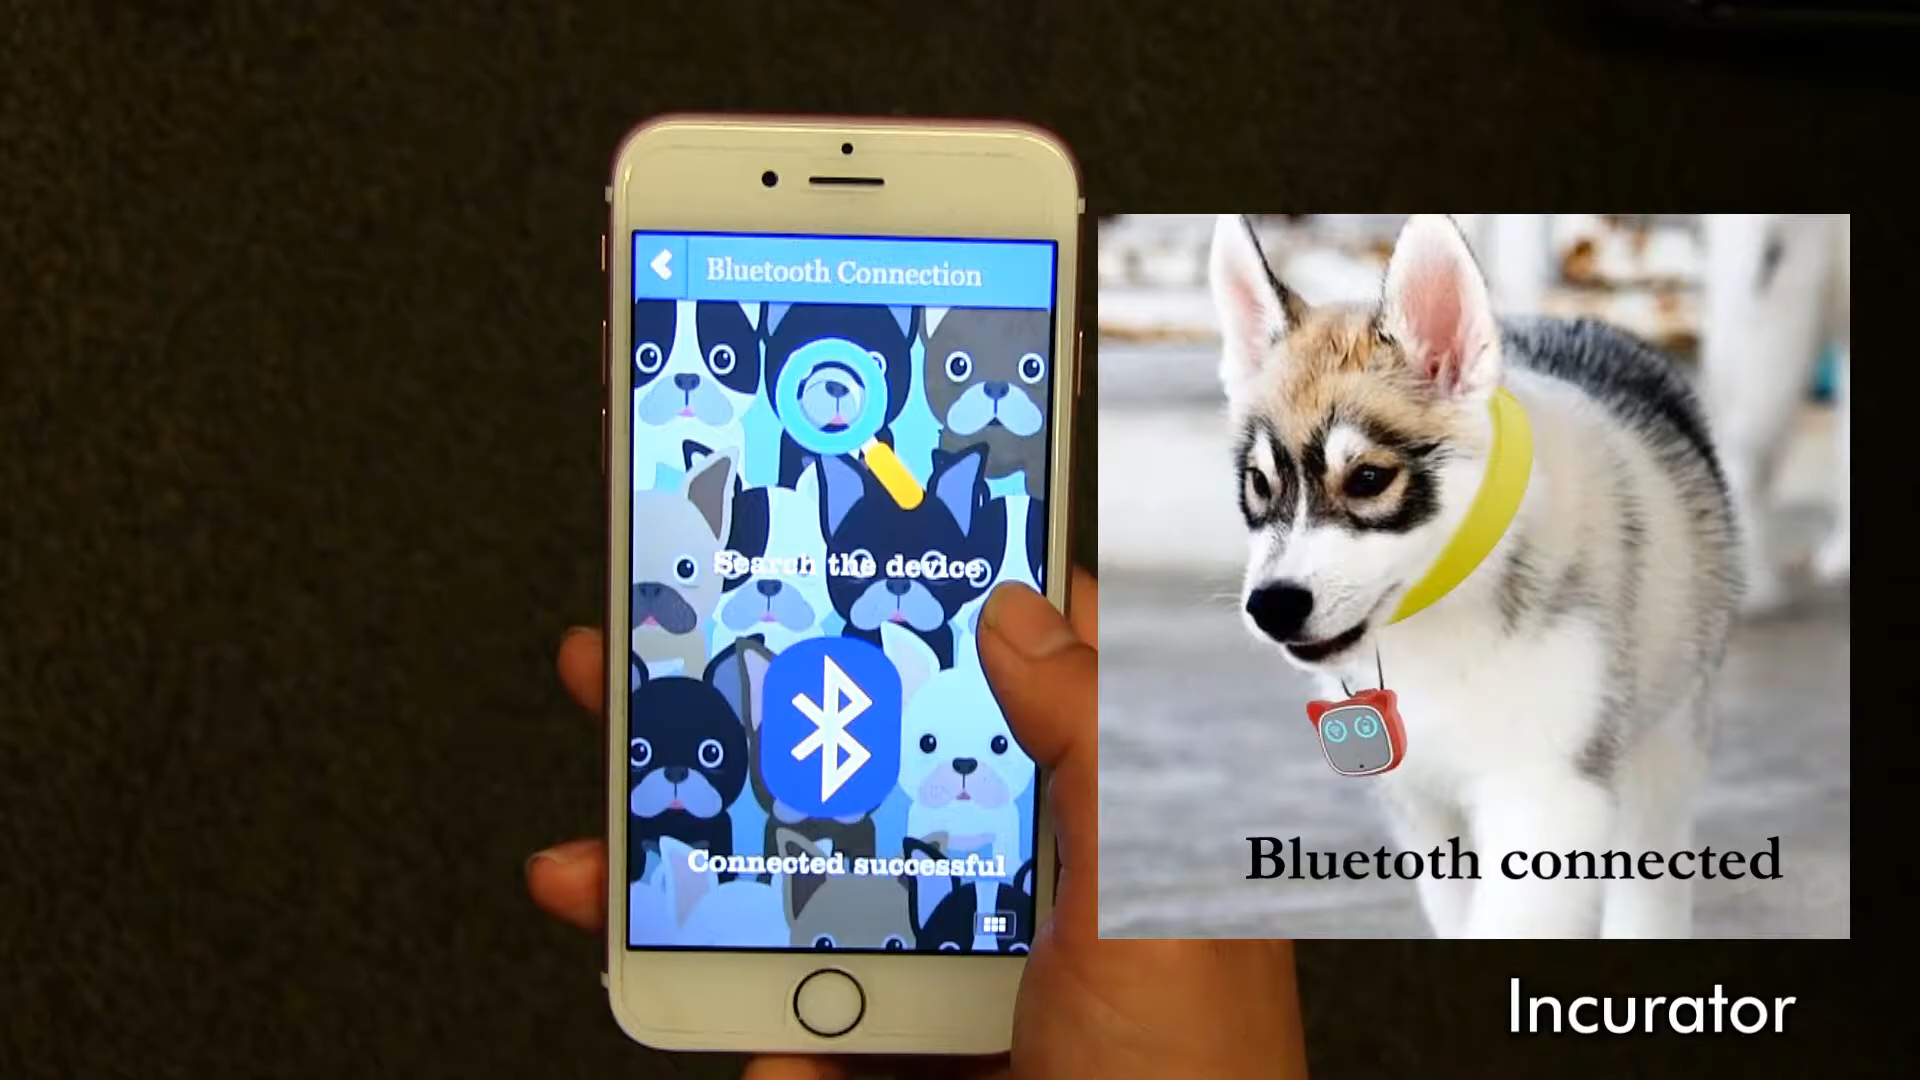 Bluetooth Connection
Search the device
Connected successful
Bluetoth connected
Incurator